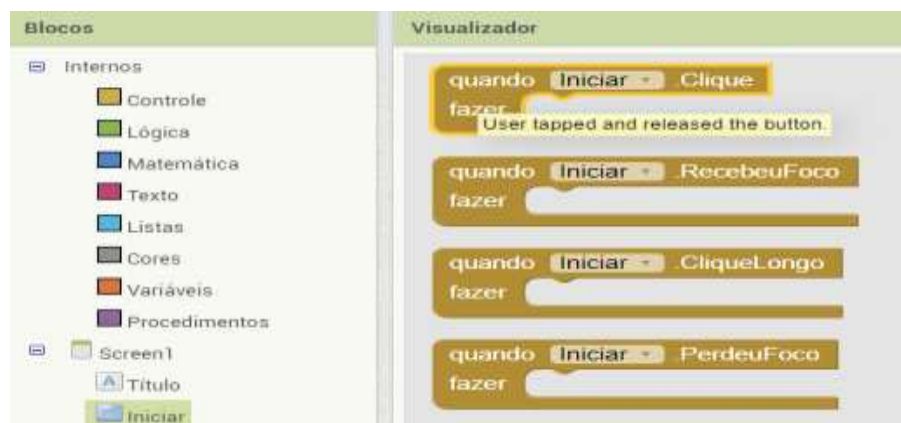 Blocos
Internos
Controle
Lógica
Matemática
Texto
Listas
Cores
Variáveis
Procedimentos
Screen1
Título
Iniciar
Visualizador
quando Iniciar .Clique
fazer
User tapped and released the button.
quando Iniciar .RecebeuFoco
fazer
quando Iniciar .CliqueLongo
fazer
quando Iniciar .PerdeuFoco
fazer